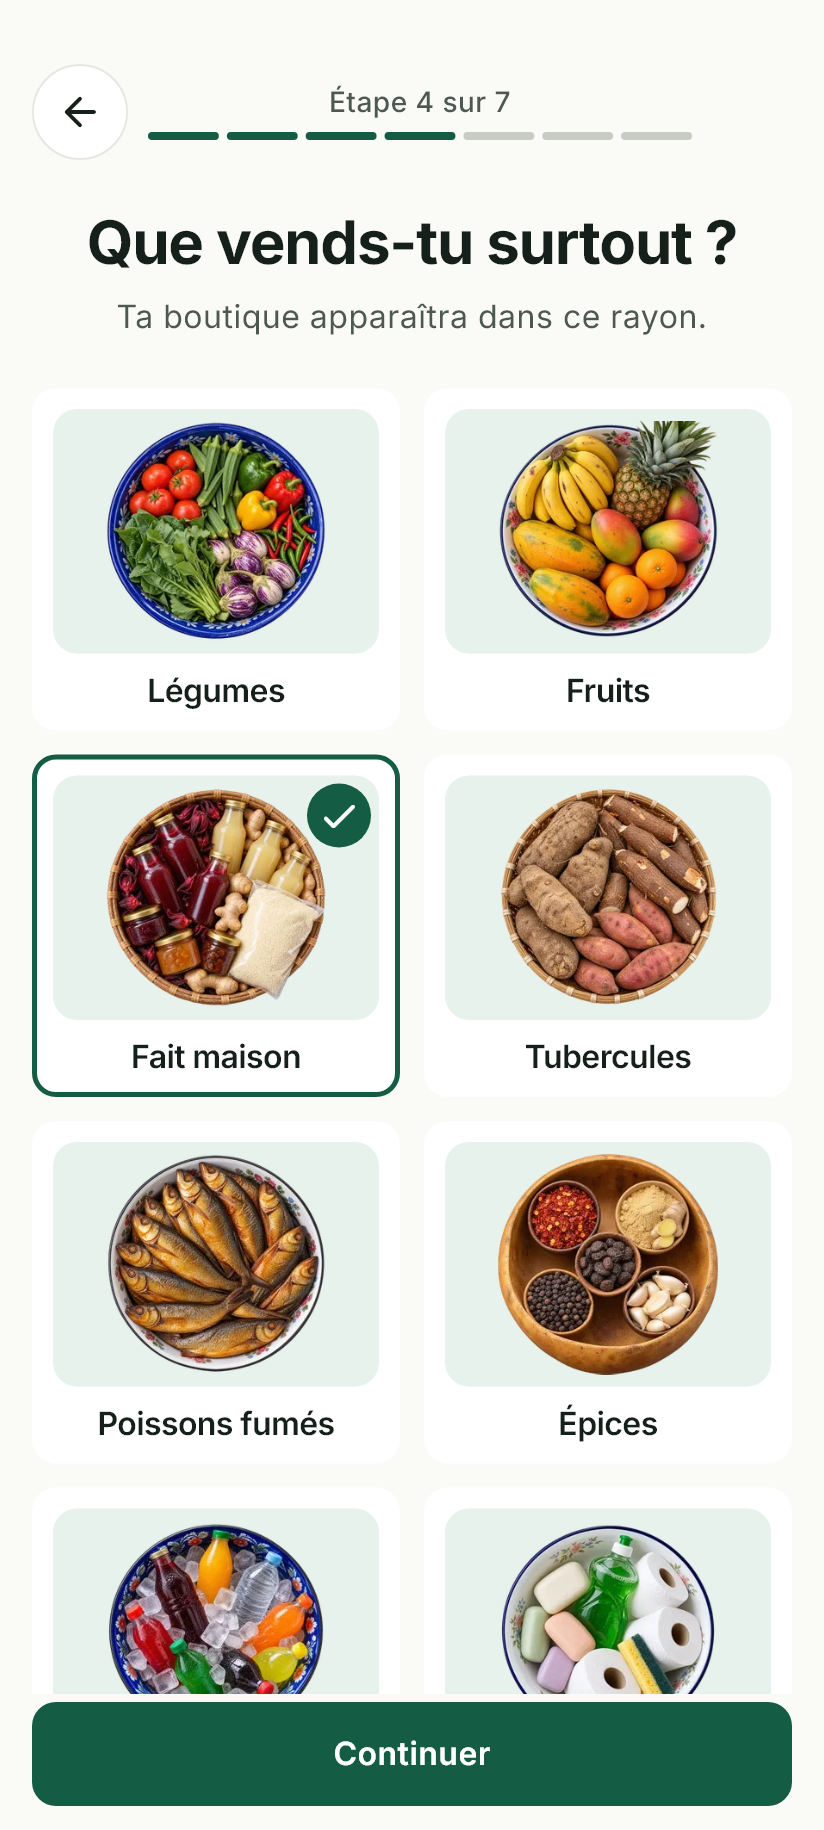 Étape 4 sur 7
Que vends-tu surtout ?
Ta boutique apparaîtra dans ce rayon.
Légumes
Fruits
Fait maison
Tubercules
Poissons fumés
Épices
Continuer